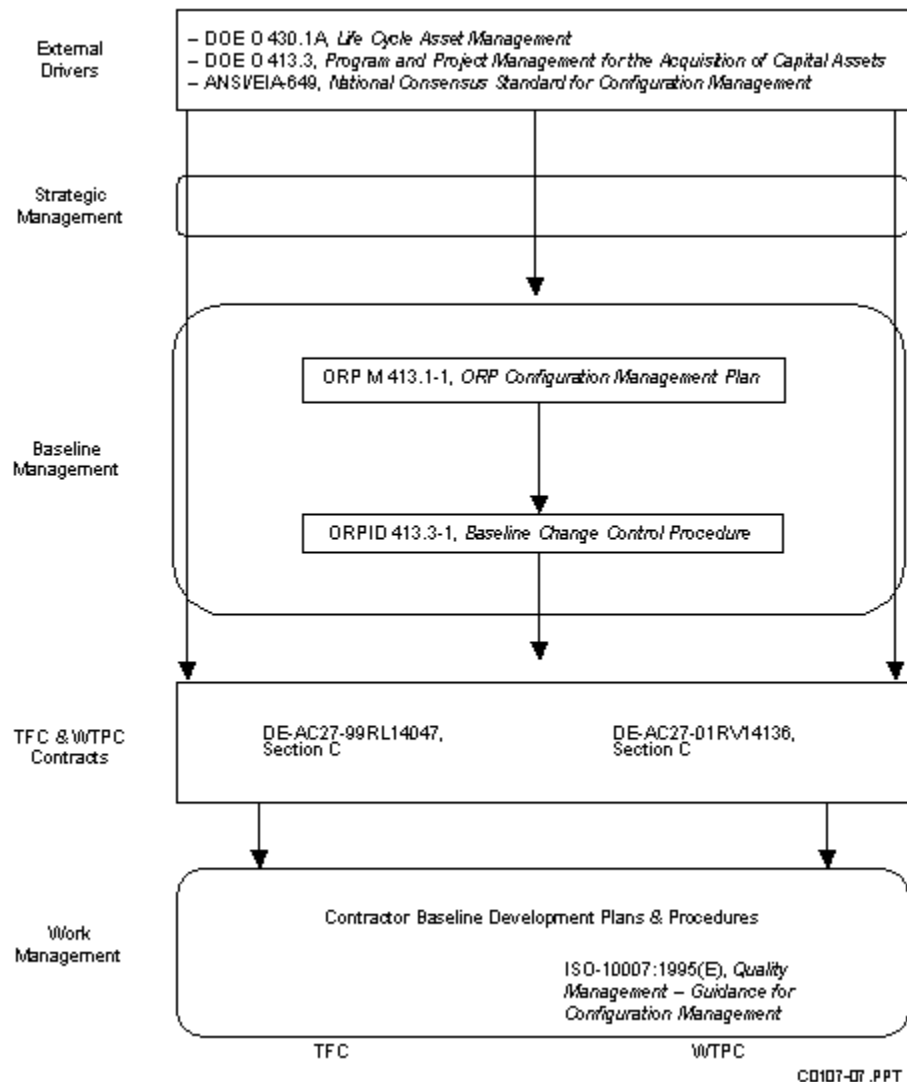 External
Drivers
– DOE O 430.1A, Life Cycle Asset Management
– DOE O 413.3, Program and Project Management for the Acquisition of Capital Assets
– ANSI/EIA-649, National Consensus Standard for Configuration Management
Strategic
Management
Baseline
Management
ORP M 413.1-1, ORP Configuration Management Plan
ORPID 413.3-1, Baseline Change Control Procedure
TFC & WTPC
Contracts
DE-AC27-99RL14047,
Section C
DE-AC27-01RV14136,
Section C
Work
Management
Contractor Baseline Development Plans & Procedures
ISO-10007:1995(E), Quality
Management – Guidance for
Configuration Management
TFC
WTPC
C0107-07.PPT